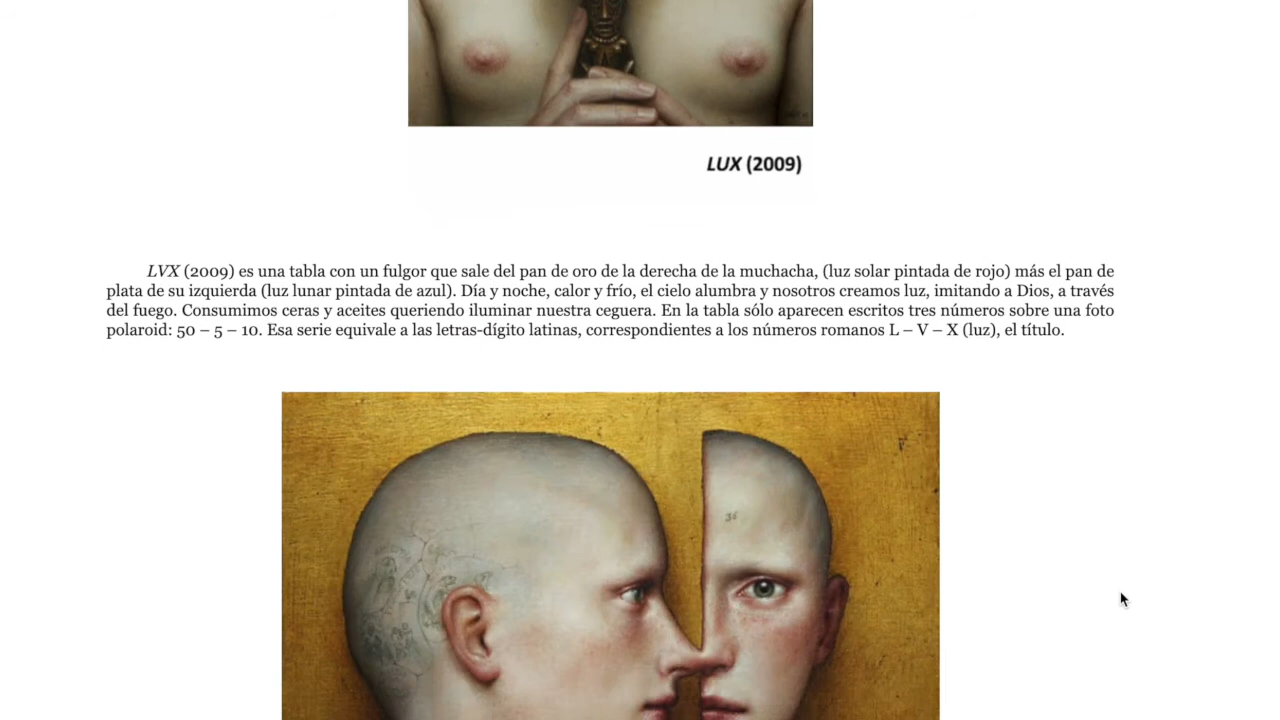 LUX (2009)
LVX (2009) es una tabla con un fulgor que sale del pan de oro de la derecha de la muchacha, (luz solar pintada de rojo) más el pan de
plata de su izquierda (luz lunar pintada de azul). Día y noche, calor y frío, el cielo alumbra y nosotros creamos luz, imitando a Dios, a través
del fuego. Consumimos ceras y aceites queriendo iluminar nuestra ceguera. En la tabla sólo aparecen escritos tres números sobre una foto
polaroid: 50 – 5 – 10. Esa serie equivale a las letras-dígito latinas, correspondientes a los números romanos L – V – X (luz), el título.